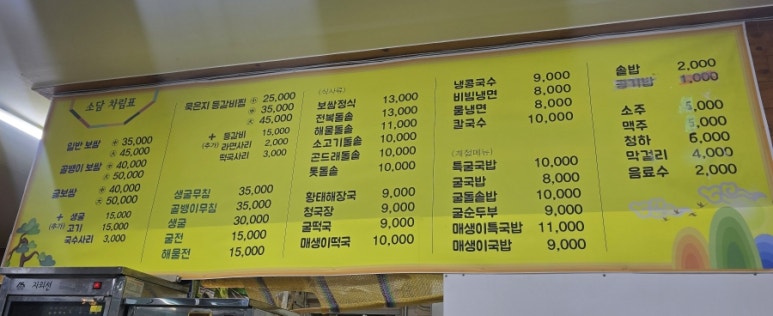 소담 차림표
일반 보쌈 ㊥ 35,000
㊛ 45,000
골뱅이 보쌈 ㊥ 40,000
㊛ 50,000
굴보쌈 ㊥ 40,000
㊛ 50,000
+ 생굴 15,000
(추가) 고기 15,000
국수사리 3,000
묵은지 등갈비찜 25,000
35,000
45,000
+ 등갈비 15,000
(추가) 라면사리 2,000
떡국사리 3,000
생굴무침 35,000
골뱅이무침 35,000
생굴 30,000
굴전 15,000
해물전 15,000
(식사류)
보쌈정식 13,000
전복돌솥 13,000
해물돌솥 11,000
소고기돌솥 10,000
곤드래돌솥 10,000
톳돌솥 10,000
황태해장국 9,000
청국장 9,000
굴떡국 9,000
매생이떡국 10,000
냉콩국수 9,000
비빔냉면 8,000
물냉면 8,000
칼국수 10,000
(계절메뉴)
특굴국밥 10,000
굴국밥 8,000
굴돌솥밥 10,000
굴순두부 9,000
매생이특국밥 11,000
매생이국밥 9,000
솥밥 2,000
공기밥 1,000
소주 5,000
맥주 5,000
청하 6,000
막걸리 4,000
음료수 2,000
자외선